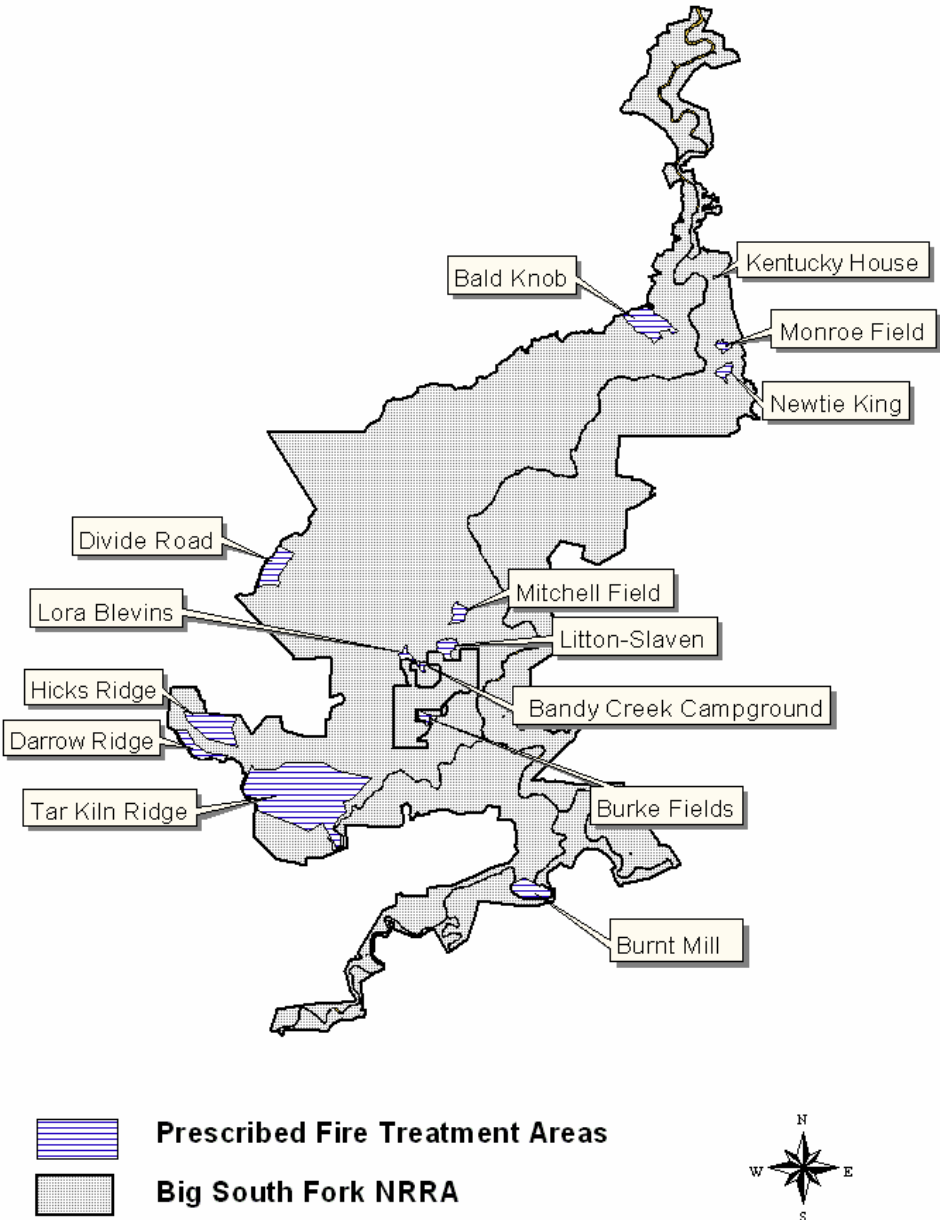 Kentucky House
Bald Knob
Monroe Field
Newtie King
Divide Road
Mitchell Field
Lora Blevins
Litton-Slaven
Hicks Ridge
Bandy Creek Campground
Darrow Ridge
Tar Kiln Ridge
Burke Fields
Burnt Mill
Prescribed Fire Treatment Areas
Big South Fork NRRA
N
W
E
S